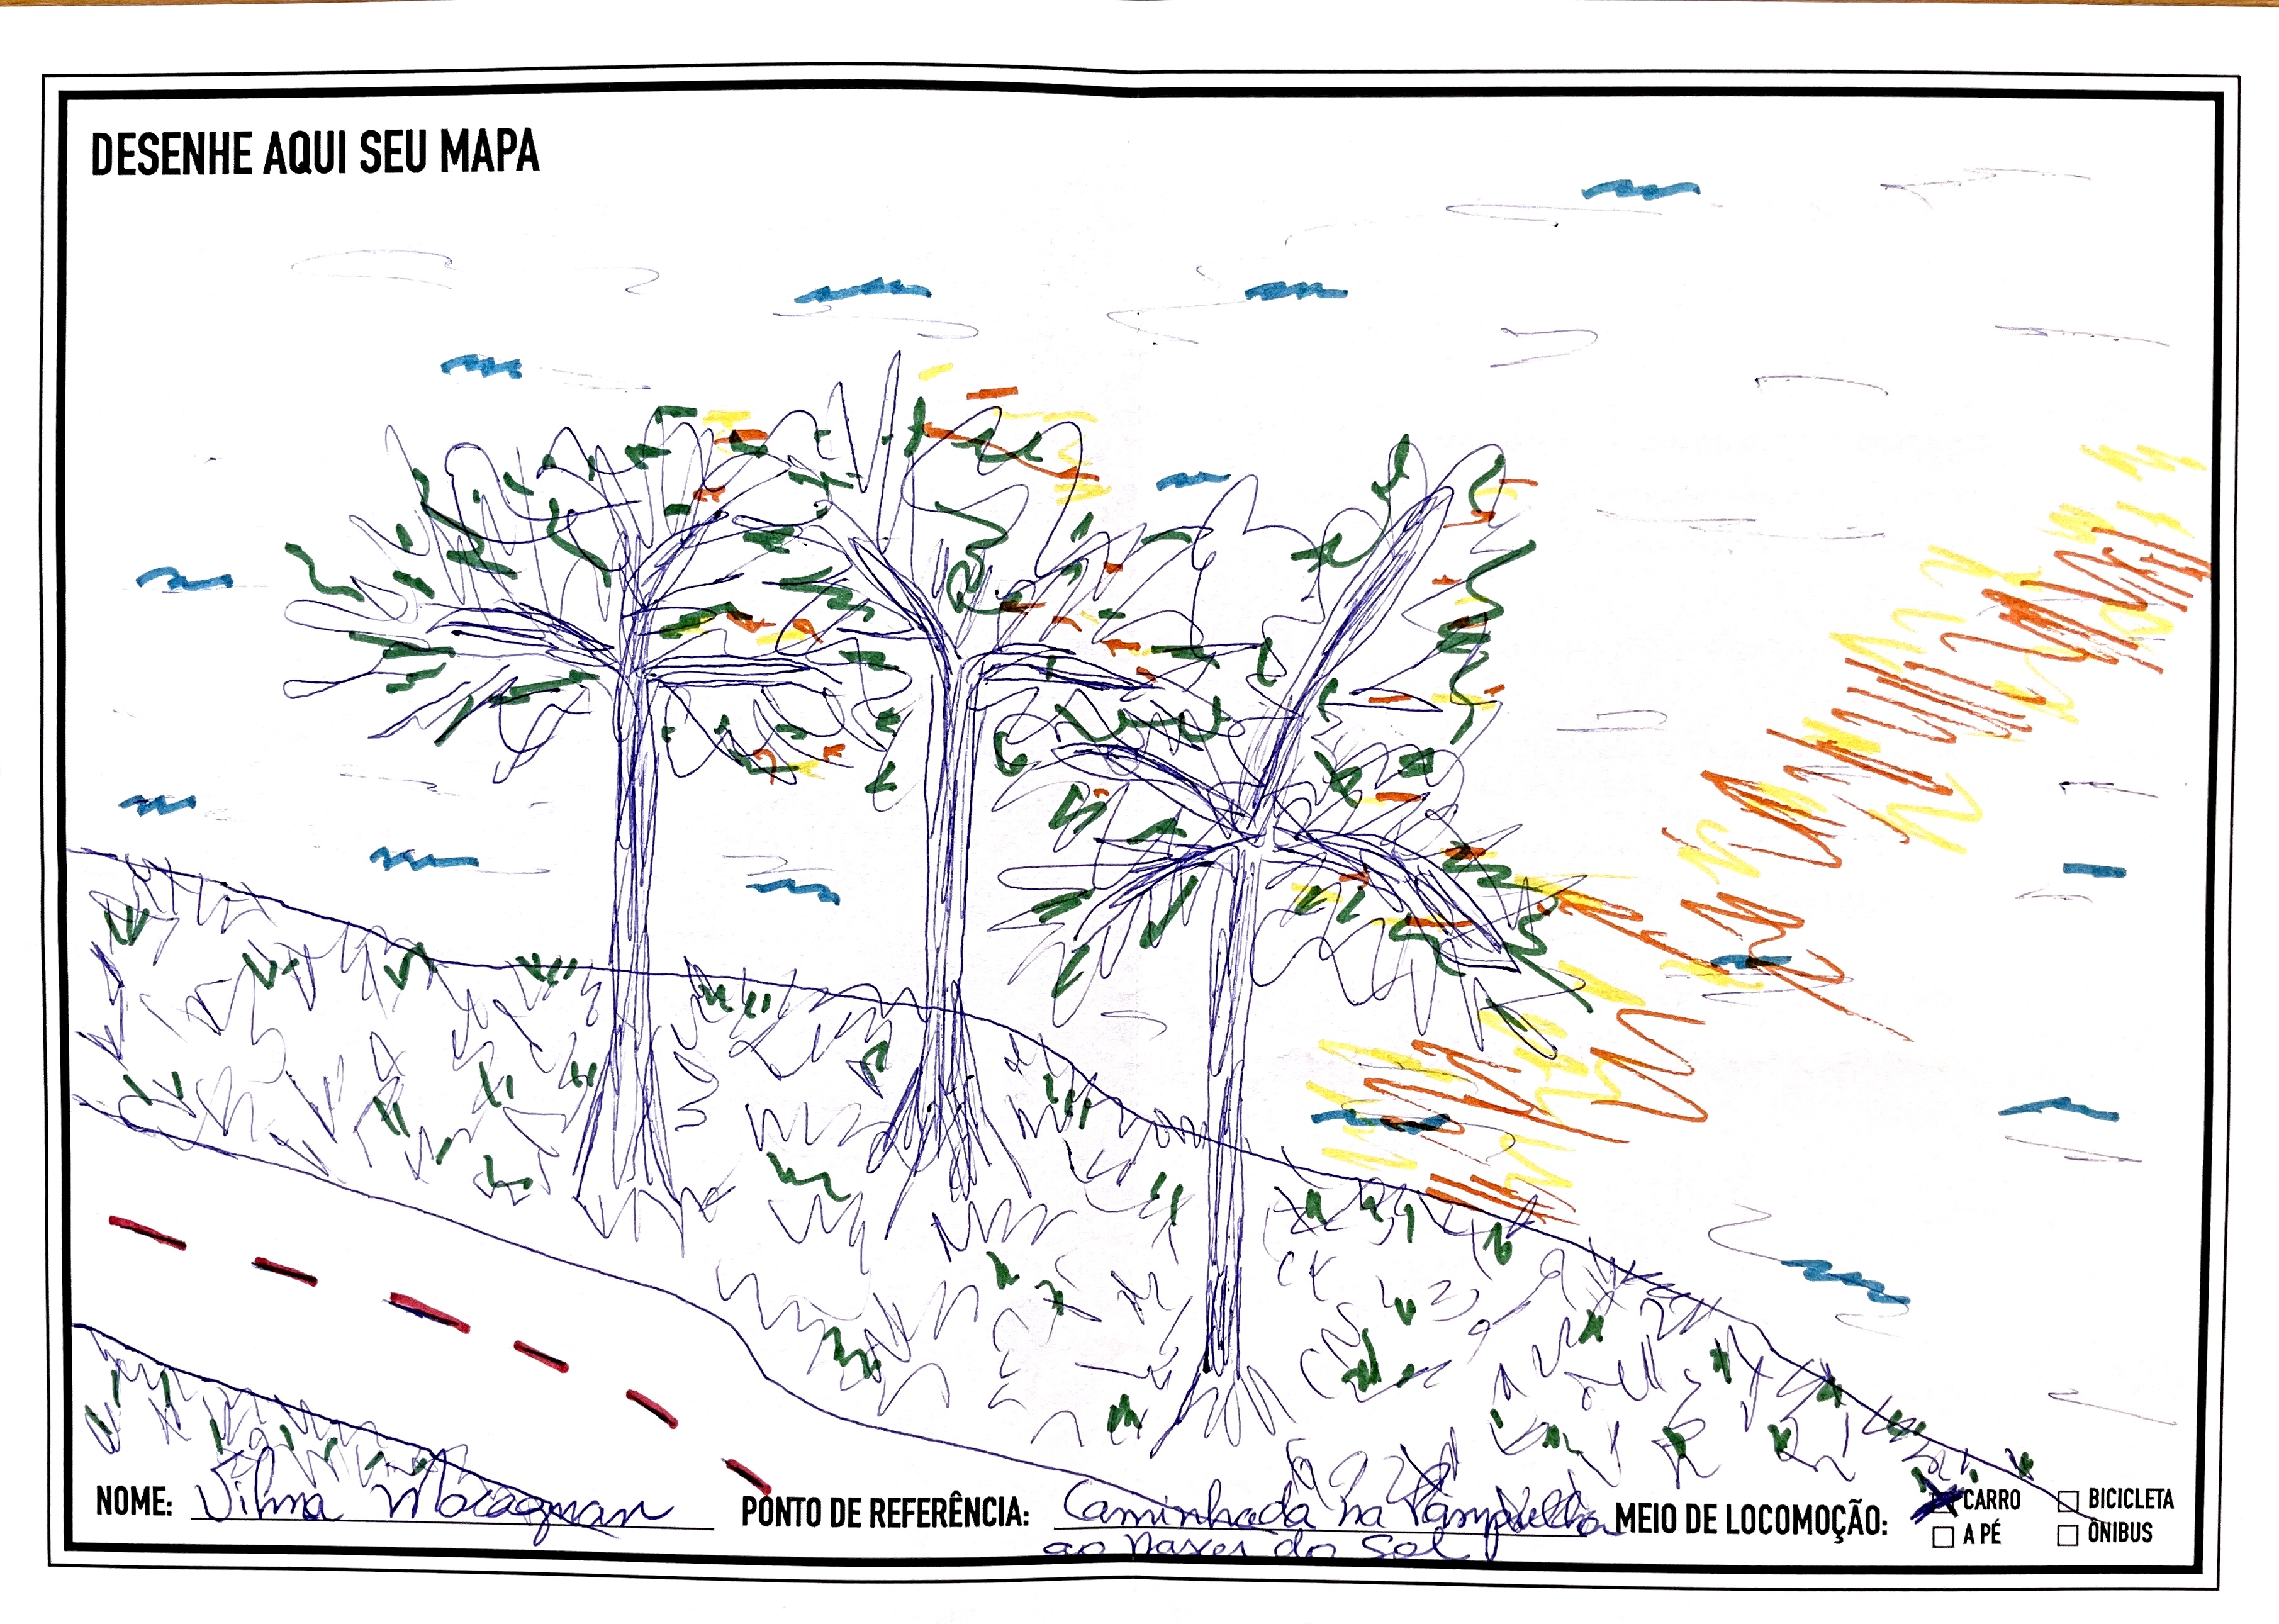 DESENHE AQUI SEU MAPA
NOME: Vilma PONTO DE REFERÊNCIA: Caminhada na Pampulha MEIO DE LOCOMOÇÃO: CARRO BICICLETA
ao Nascer do Sol A PÉ ÔNIBUS